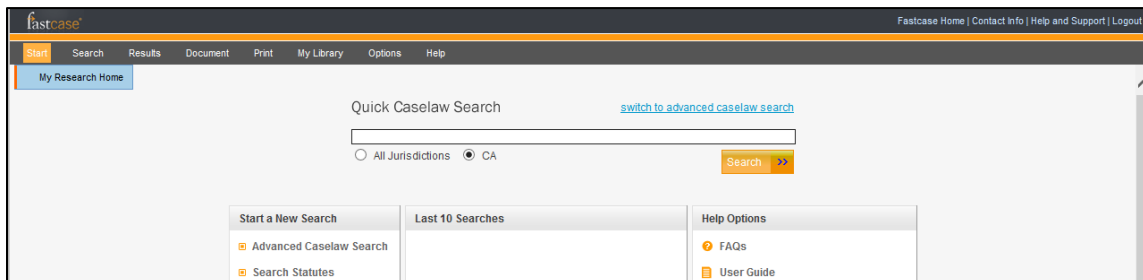 fastcase
Fastcase Home | Contact Info | Help and Support | Logout
Start Search Results Document Print My Library Options Help
My Research Home
Quick Caselaw Search switch to advanced caselaw search
All Jurisdictions CA Search >>
Start a New Search Last 10 Searches Help Options
Advanced Caselaw Search FAQs
Search Statutes User Guide